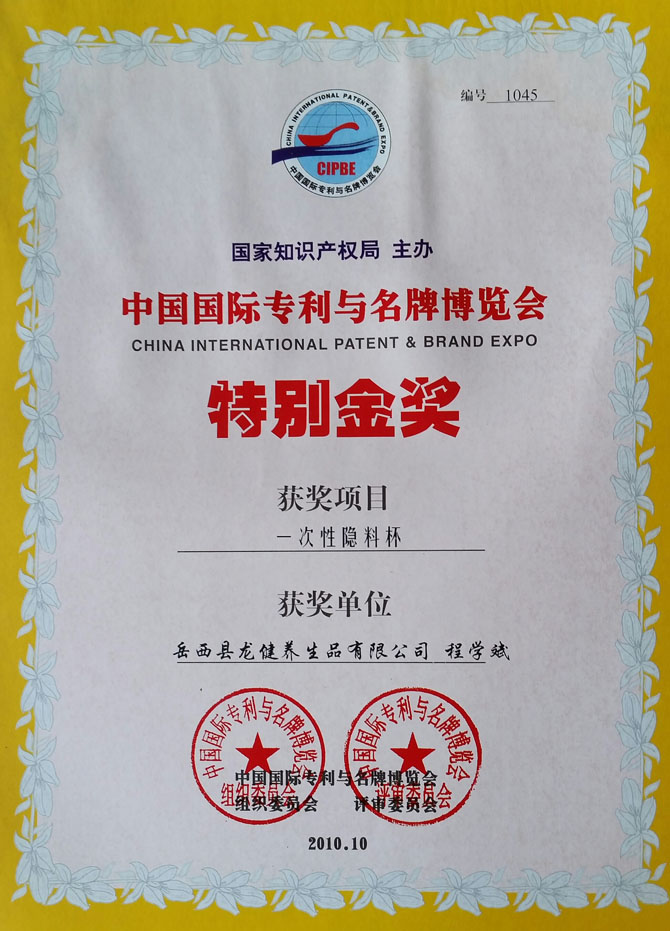 编号 1045
CHINA INTERNATIONAL PATENT & BRAND EXPO
CIPBE
中国国际专利与名牌博览会
国家知识产权局 主办
中国国际专利与名牌博览会
CHINA INTERNATIONAL PATENT & BRAND EXPO
特别金奖
获奖项目
一次性隐料杯
获奖单位
岳西县龙健养生品有限公司 程学斌
中国国际专利与名牌博览会
组织委员会
中国国际专利与名牌博览会
评审委员会
中国国际专利与名牌博览会
组织委员会 评审委员会
2010.10